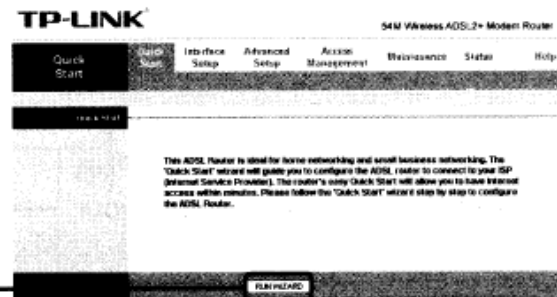 TP-LINK
54M Wireless ADSL2+ Modem Router
Quick Start
Quick Start
Interface Setup
Advanced Setup
Access Management
Maintenance
Status
Help
Quick Start
This ADSL Router is ideal for home networking and small business networking. The
'Quick Start' wizard will guide you to configure the ADSL router to connect to your ISP
(Internet Service Provider). The router's easy Quick Start will allow you to have Internet
access within minutes. Please follow the 'Quick Start' wizard step by step to configure
the ADSL Router.
RUN WIZARD